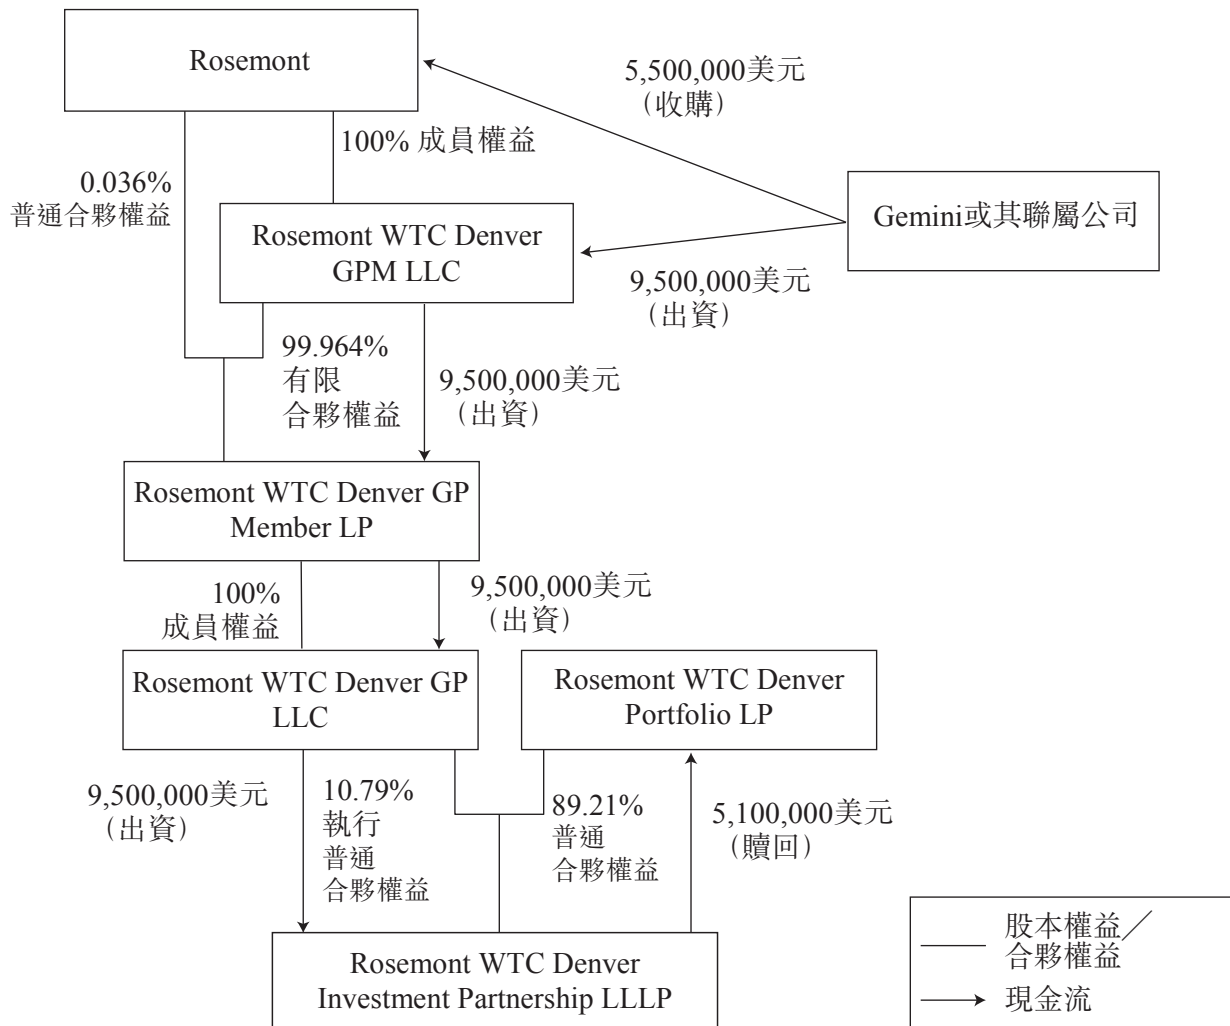 Rosemont
5,500,000美元
（收購）
100% 成員權益
0.036%
普通合夥權益
Gemini或其聯屬公司
Rosemont WTC Denver
GPM LLC
9,500,000美元
（出資）
99.964%
有限
合夥權益
9,500,000美元
（出資）
Rosemont WTC Denver GP
Member LP
100%
成員權益
9,500,000美元
（出資）
Rosemont WTC Denver GP
LLC
Rosemont WTC Denver
Portfolio LP
9,500,000美元
（出資）
10.79%
執行
普通
合夥權益
89.21%
普通
合夥權益
5,100,000美元
（贖回）
Rosemont WTC Denver
Investment Partnership LLLP
股本權益／
合夥權益
現金流